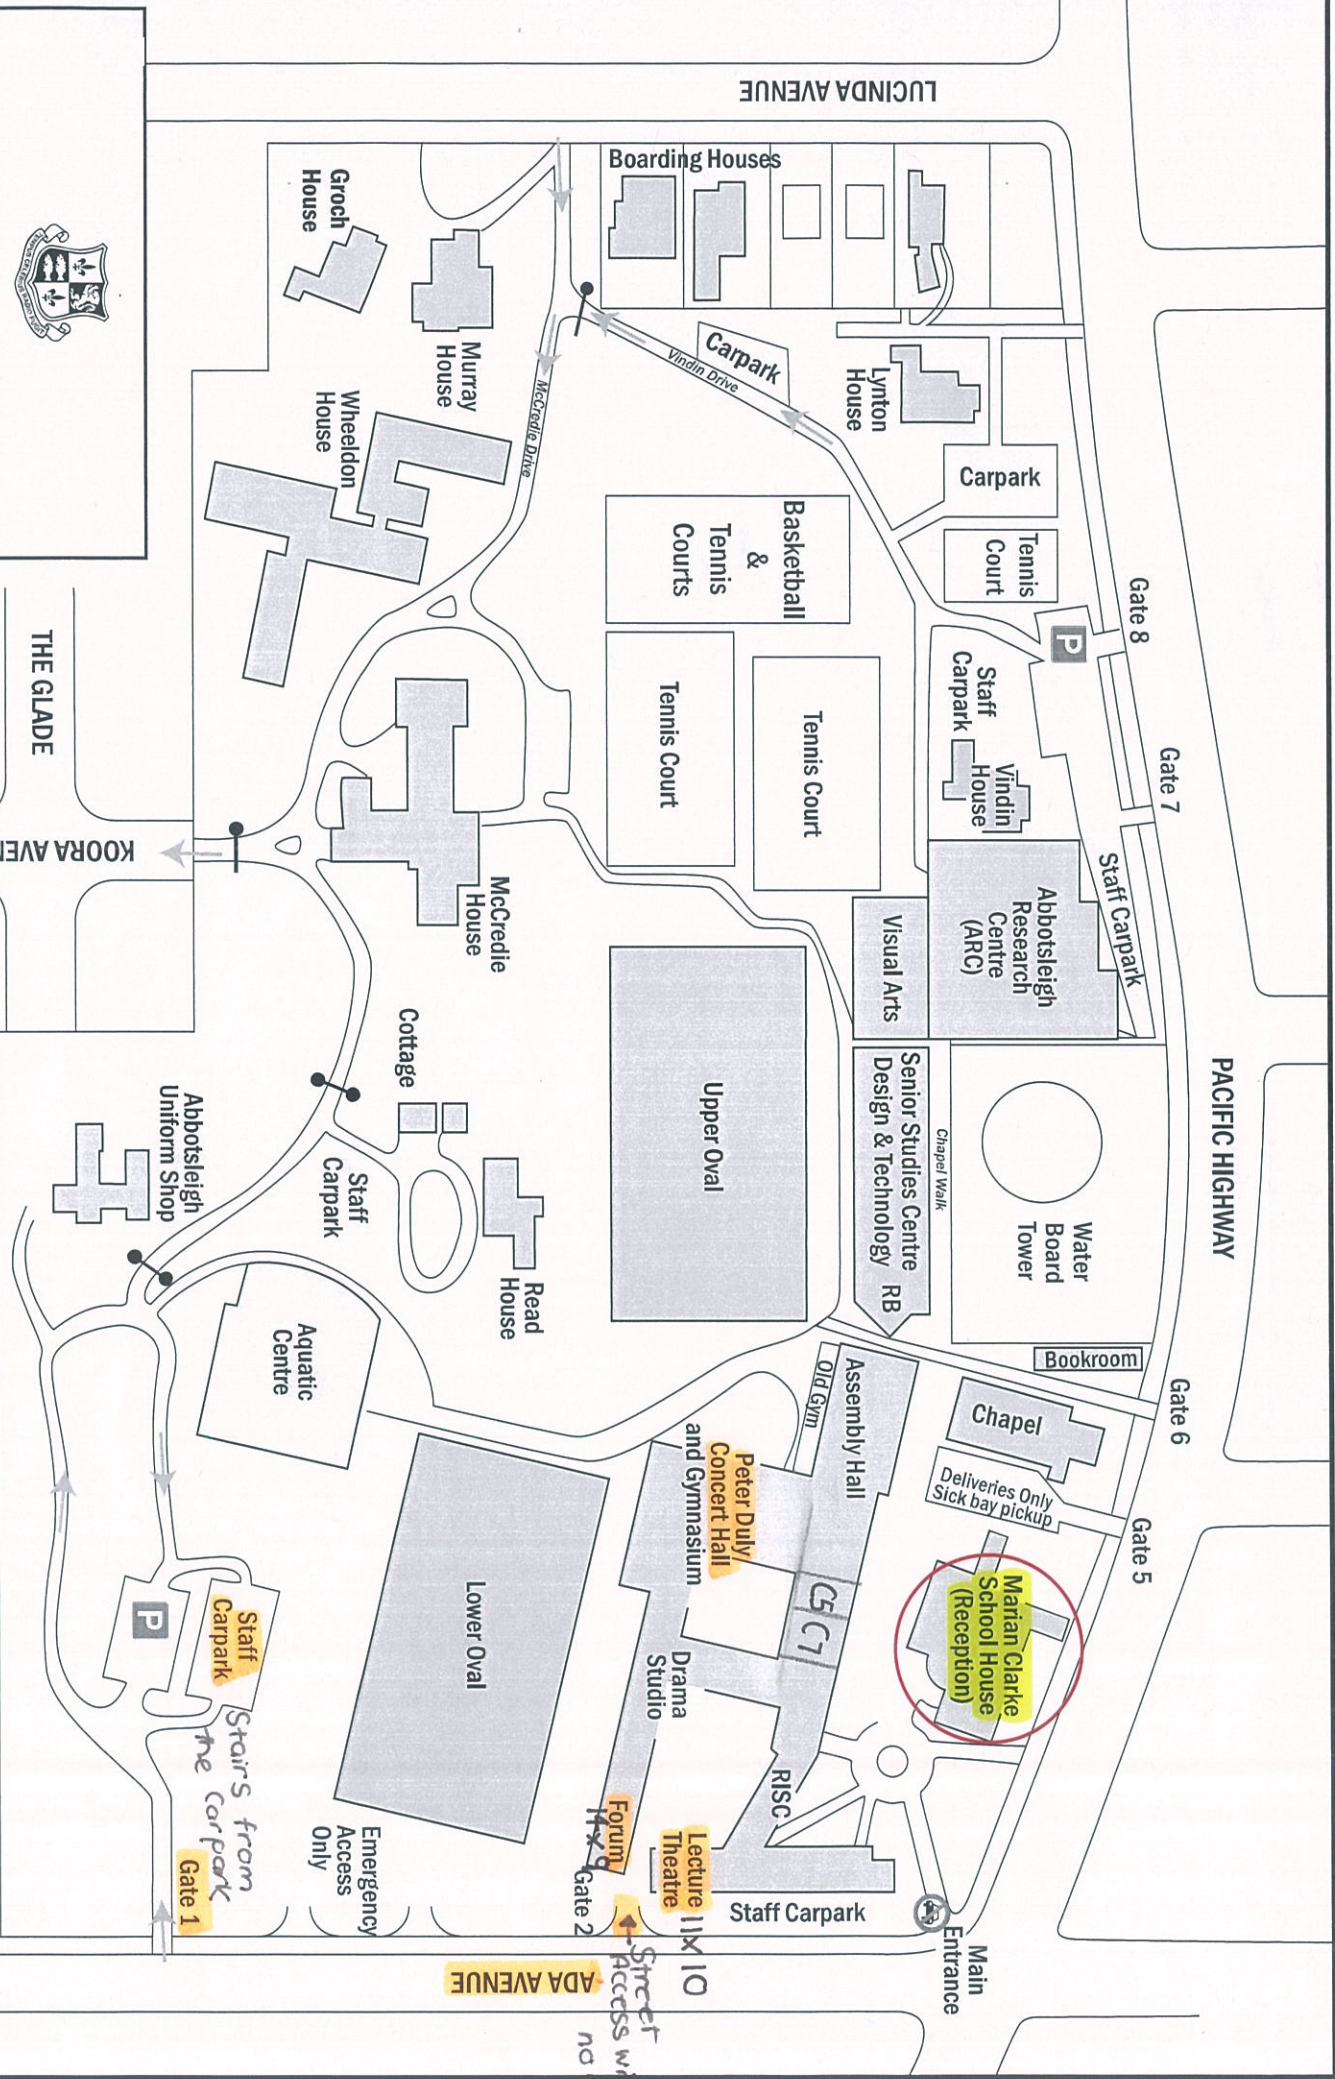 LUCINDA AVENUE
Boarding Houses
Groch
House
Murray
House
Wheeldon
House
Carpark
Vindin Drive
McCredie Drive
Lynton
House
Carpark
Basketball
&
Tennis
Courts
Tennis
Court
Gate 8
P
Staff
Carpark
Vindin
House
Gate 7
Tennis Court
Tennis Court
THE GLADE
KOORA AVEN
McCredie
House
Staff Carpark
Abbotsleigh
Research
Centre
(ARC)
Visual Arts
PACIFIC HIGHWAY
Cottage
Upper Oval
Senior Studies Centre
Design & Technology
RB
Chapel Walk
Water
Board
Tower
Abbotsleigh
Uniform Shop
Staff
Carpark
Read
House
Aquatic
Centre
Bookroom
Gate 6
Chapel
Old Gym
Assembly Hall
Deliveries Only
Sick bay pickup
Gate 5
Peter Duly
Concert Hall
and Gymnasium
C5
C7
Marian Clarke
School House
(Reception)
Lower Oval
Drama
Studio
Staff
Carpark
P
RISC
Stairs from
the Carpark
Gate 1
Emergency
Access
Only
Forum
14x9
Gate 2
Lecture
Theatre
11x10
Staff Carpark
Main
Entrance
Street
Access
no
ADA AVENUE